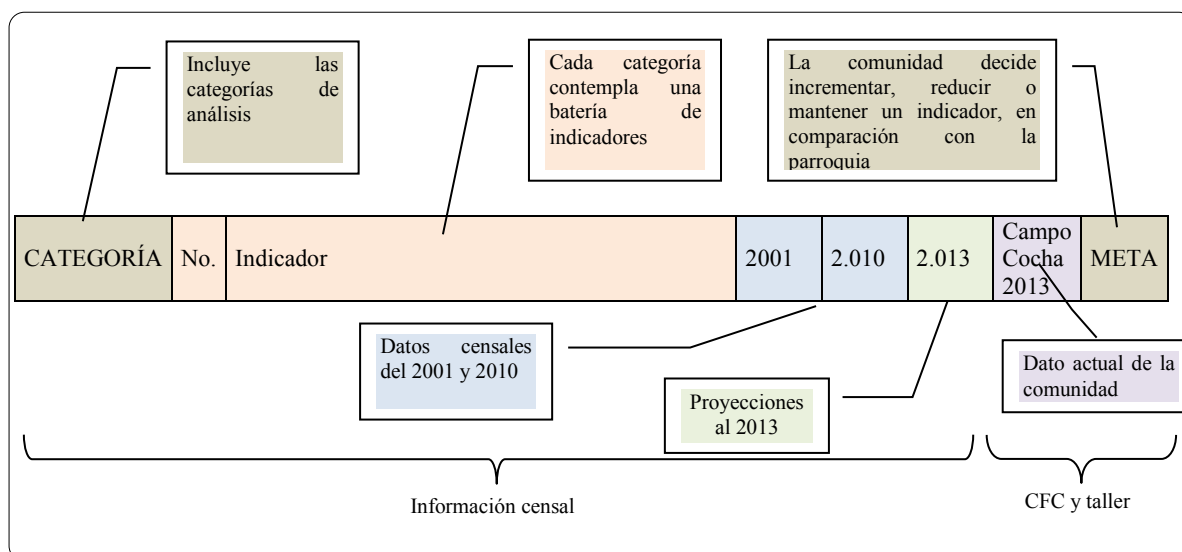 Incluye las
categorías de
análisis
Cada categoría
contempla una
batería de
indicadores
La comunidad decide
incrementar, reducir o
mantener un indicador, en
comparación con la
parroquia
CATEGORÍA No. Indicador 2001 2.010 2.013 Campo
Cocha
2013 META
Datos censales
del 2001 y 2010
Proyecciones
al 2013
Dato actual de la
comunidad
Información censal
CFC y taller